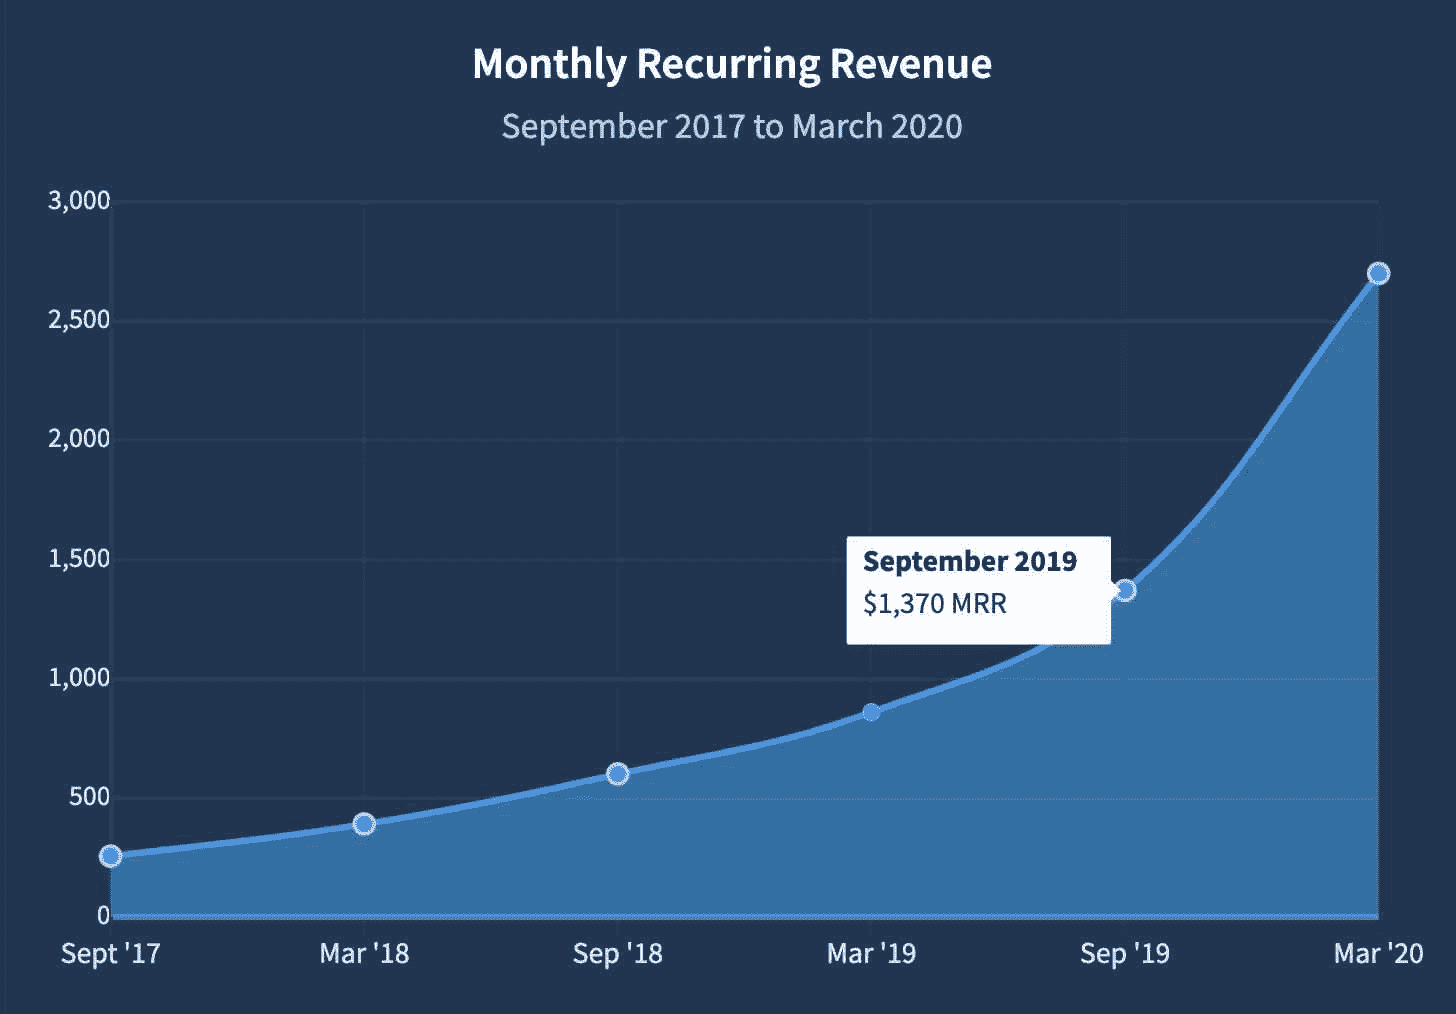 Monthly Recurring Revenue
September 2017 to March 2020
3,000
2,500
2,000
1,500
1,000
500
0
September 2019
$1,370 MRR
Sept '17 Mar '18 Sep '18 Mar '19 Sep '19 Mar '20